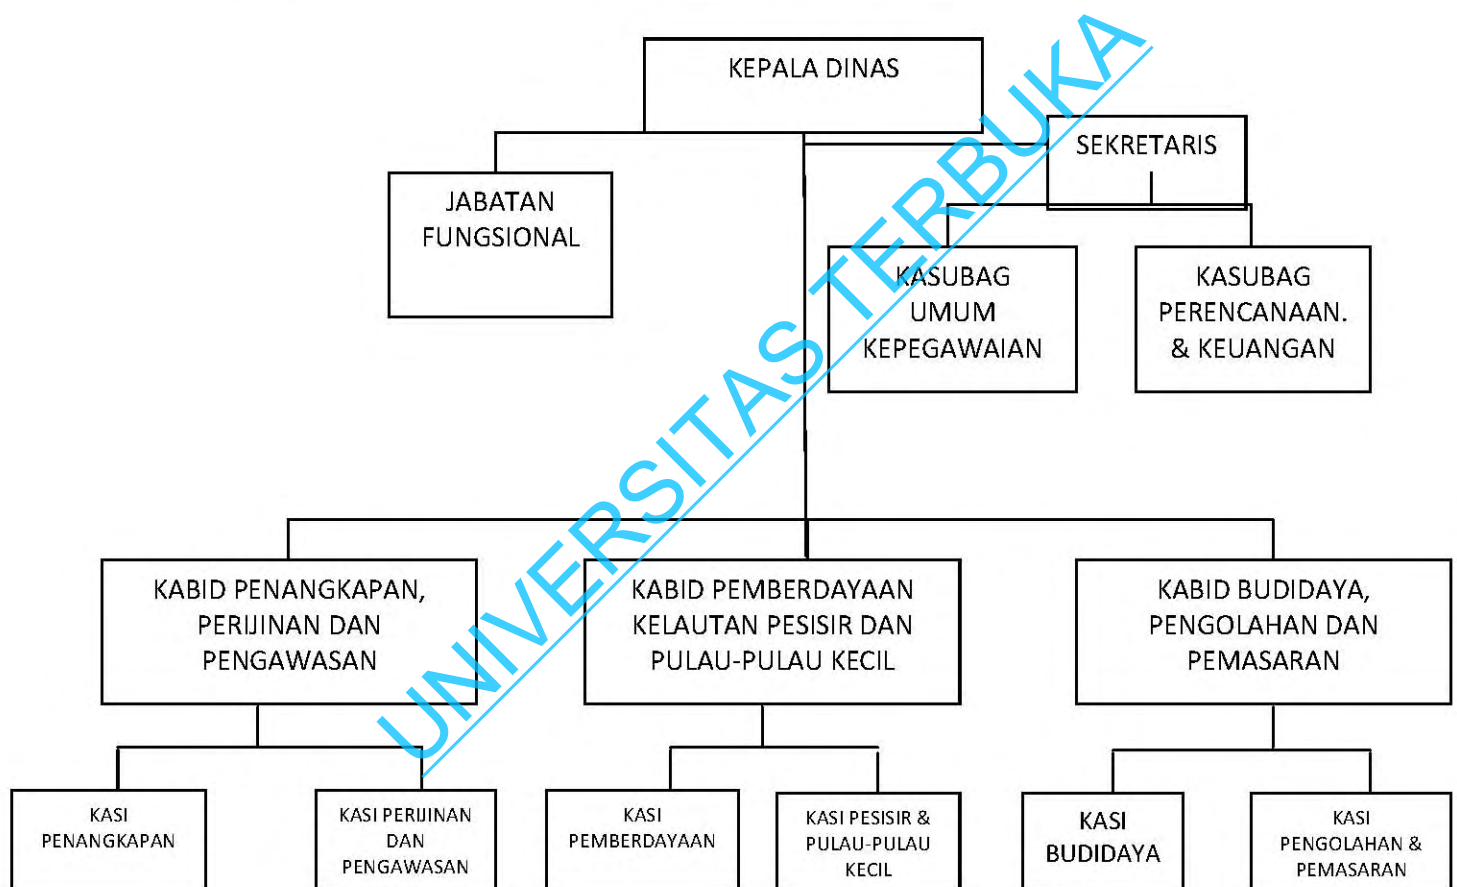 KEPALA DINAS
SEKRETARIS
JABATAN
FUNGSIONAL
KASUBAG
UMUM
KEPEGAWAIAN
KASUBAG
PERENCANAAN.
& KEUANGAN
UNIVERSITAS TERBUKA
KABID PENANGKAPAN,
PERIJINAN DAN
PENGAWASAN
KABID PEMBERDAYAAN
KELAUTAN PESISIR DAN
PULAU-PULAU KECIL
KABID BUDIDAYA,
PENGOLAHAN DAN
PEMASARAN
KASI
PENANGKAPAN
KASI PERIJINAN
DAN
PENGAWASAN
KASI
PEMBERDAYAAN
KASI PESISIR &
PULAU-PULAU
KECIL
KASI
BUDIDAYA
KASI
PENGOLAHAN &
PEMASARAN